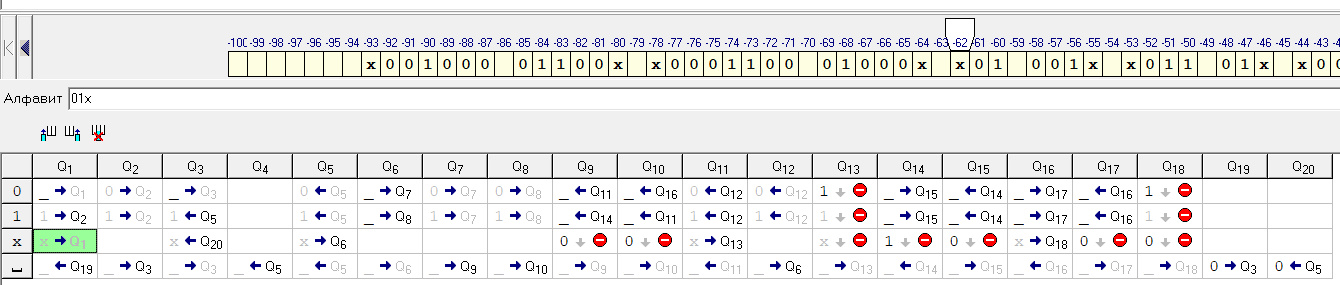 -100 -99 -98 -97 -96 -95 -94 -93 -92 -91 -90 -89 -88 -87 -86 -85 -84 -83 -82 -81 -80 -79 -78 -77 -76 -75 -74 -73 -72 -71 -70 -69 -68 -67 -66 -65 -64 -63 -62 -61 -60 -59 -58 -57 -56 -55 -54 -53 -52 -51 -50 -49 -48 -47 -46 -45 -44 -43
x 0 0 1 0 0 0 0 1 1 0 0 x x 0 0 0 1 1 0 0 0 1 0 0 0 x x 0 1 0 0 1 x x 0 1 1 0 1 x x 0 0
Алфавит 01x
Q1 Q2 Q3 Q4 Q5 Q6 Q7 Q8 Q9 Q10 Q11 Q12 Q13 Q14 Q15 Q16 Q17 Q18 Q19 Q20
0 _ → Q1 0 → Q2 _ → Q3 0 ← Q5 _ → Q7 0 → Q7 0 → Q8 _ ← Q11 _ ← Q16 0 ← Q12 0 ← Q12 1 ↓ _ → Q15 _ ← Q14 _ → Q17 _ ← Q16 1 ↓
1 1 → Q2 1 → Q2 1 ← Q5 1 ← Q5 _ → Q8 1 → Q7 1 → Q8 _ ← Q14 _ ← Q11 1 ← Q12 1 ← Q12 1 ↓ _ → Q15 _ ← Q14 _ → Q17 _ ← Q16 1 ↓
x x → Q1 x ← Q20 x → Q6 0 ↓ 0 ↓ x → Q13 x ↓ 1 ↓ 0 ↓ x → Q18 0 ↓ 0 ↓
_ ← Q19 _ → Q3 _ → Q3 _ ← Q5 _ ← Q5 _ → Q6 _ → Q9 _ → Q10 _ → Q9 _ → Q10 _ ← Q11 _ → Q6 _ → Q13 _ → Q14 _ ← Q15 _ ← Q16 _ → Q17 _ → Q18 0 → Q3 0 ← Q5